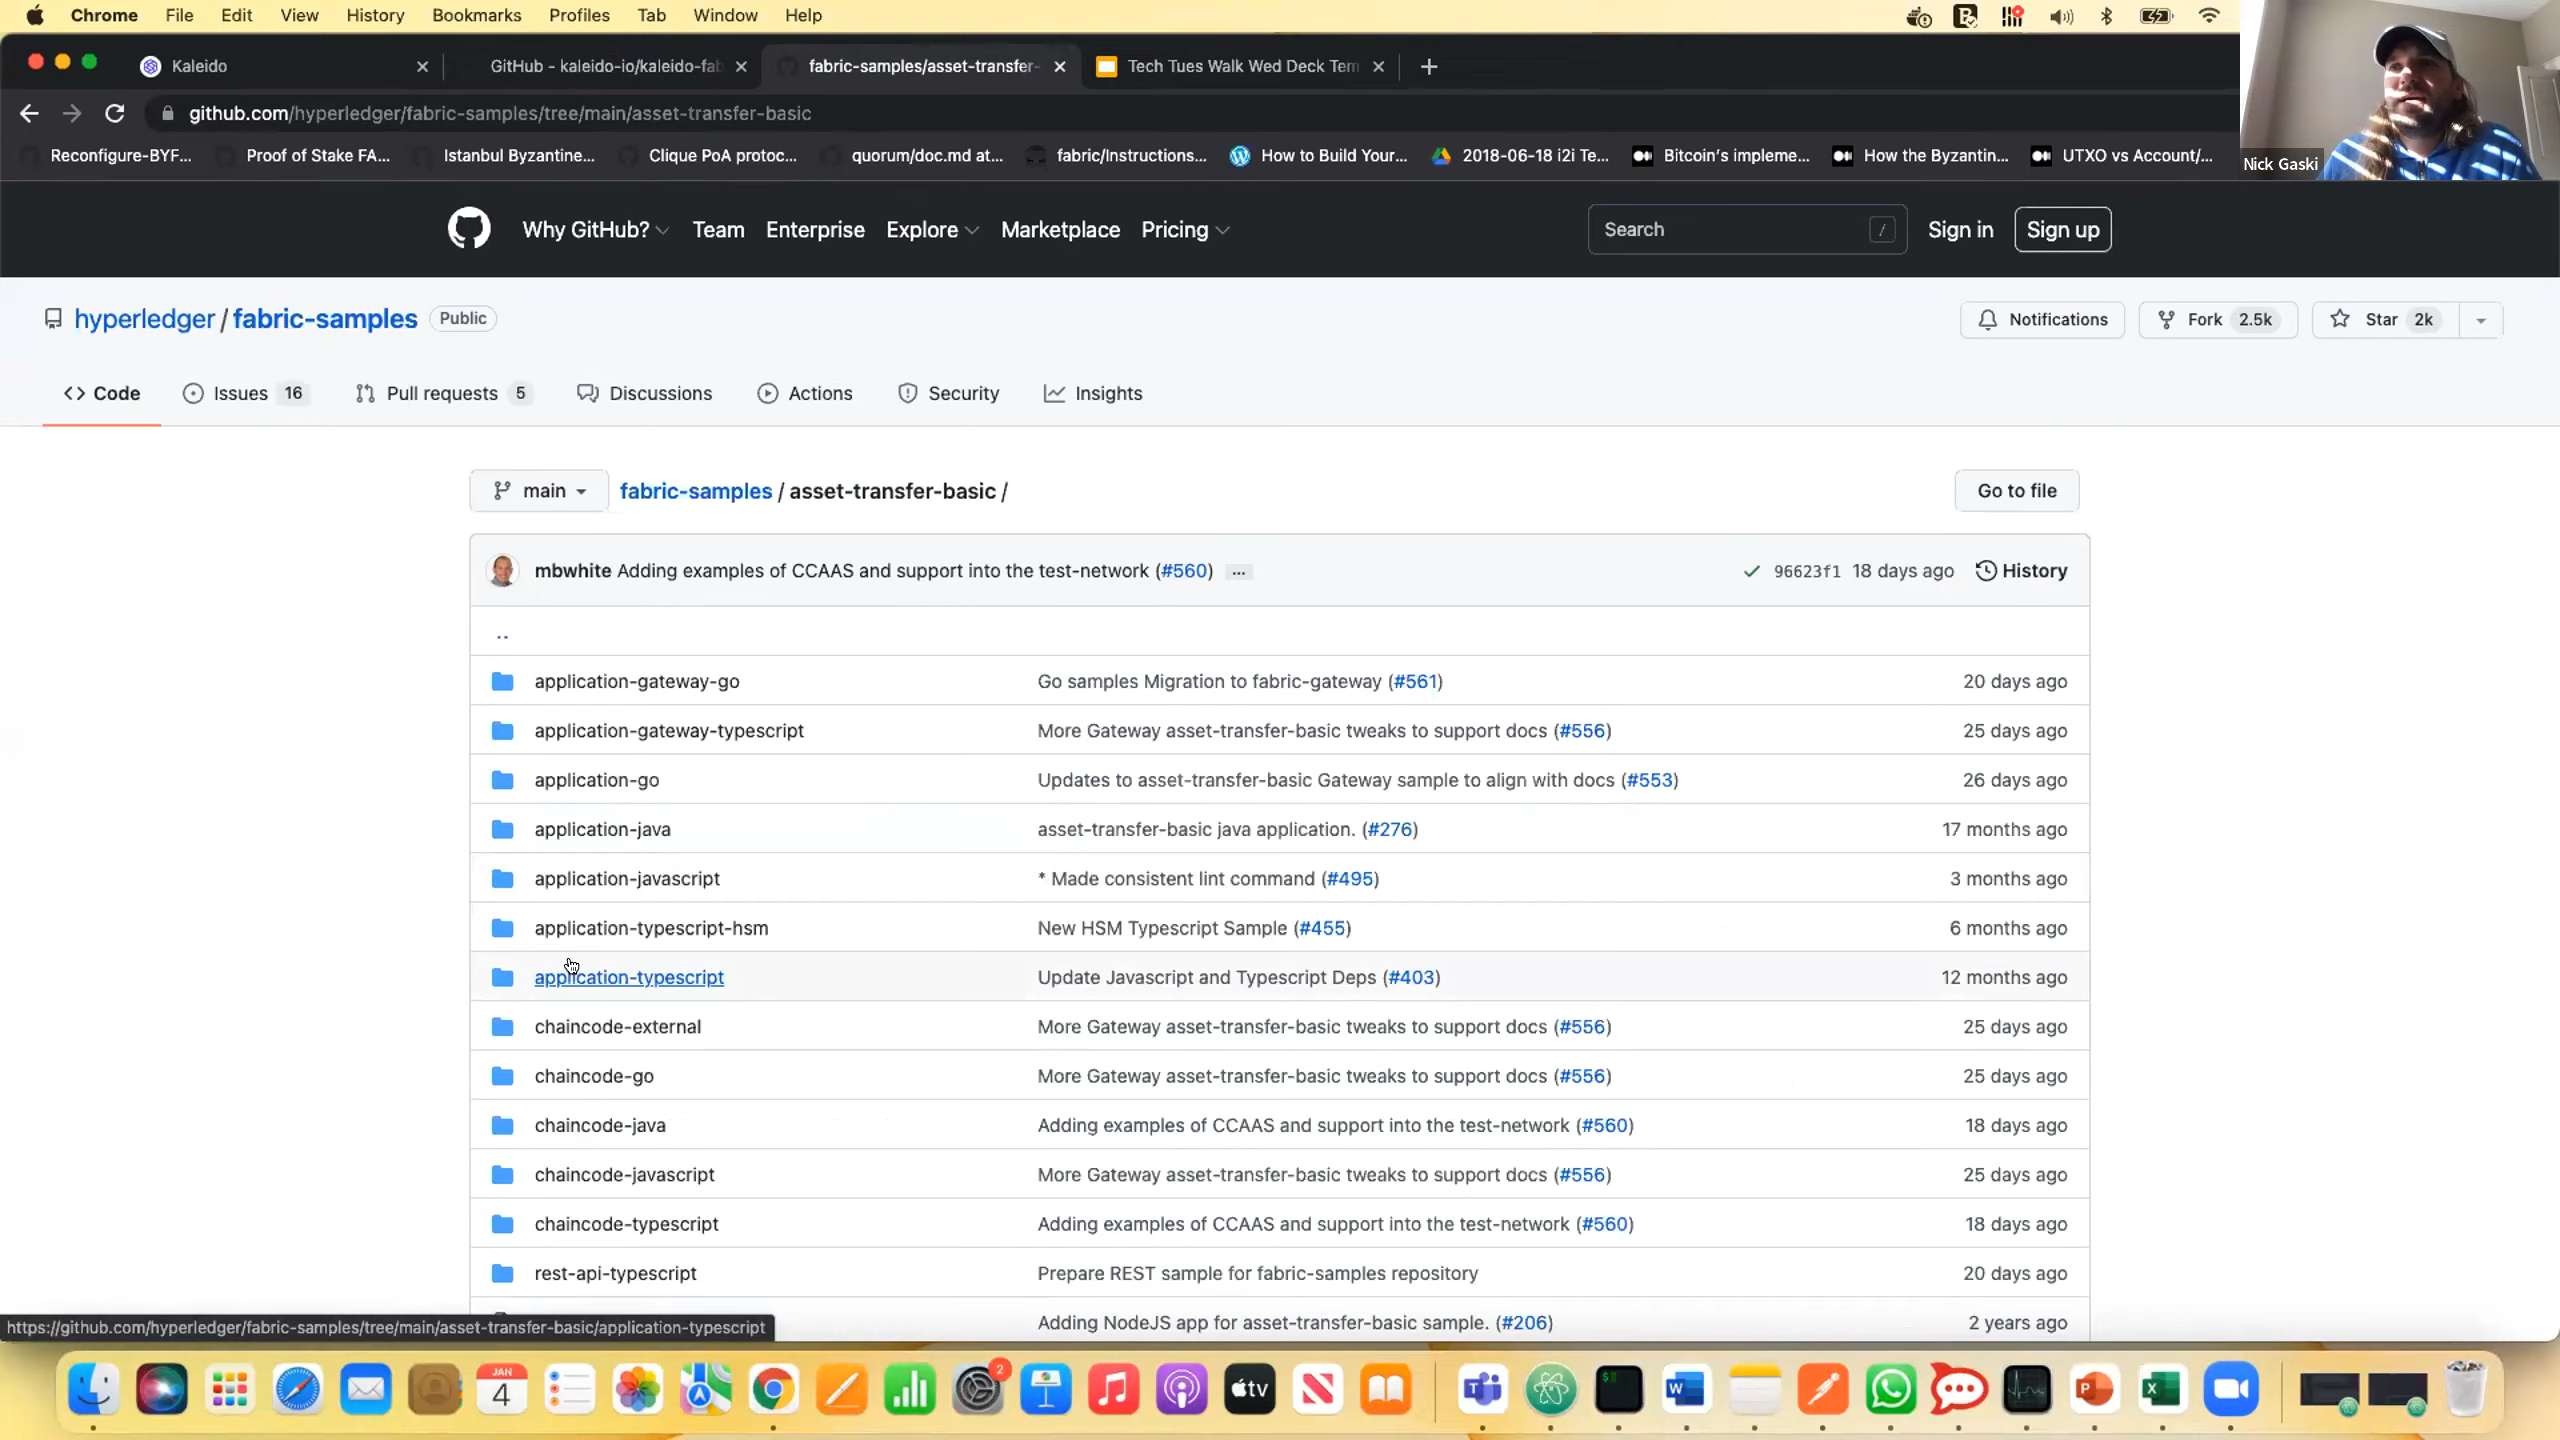 Chrome File Edit View History Bookmarks Profiles Tab Window Help
Kaleido
GitHub - kaleido-io/kaleido-fab
fabric-samples/asset-transfer-
Tech Tues Walk Wed Deck Tem
github.com/hyperledger/fabric-samples/tree/main/asset-transfer-basic
Reconfigure-BYF... Proof of Stake FA... Istanbul Byzantine... Clique PoA protoc... quorum/doc.md at... fabric/Instructions... How to Build Your... 2018-06-18 i2i Te... Bitcoin's impleme... How the Byzantin... UTXO vs Account/...
Nick Gaski
Why GitHub? Team Enterprise Explore Marketplace Pricing Search / Sign in Sign up
hyperledger / fabric-samples Public
Notifications Fork 2.5k Star 2k
Code Issues 16 Pull requests 5 Discussions Actions Security Insights
main fabric-samples / asset-transfer-basic / Go to file
mbwhite Adding examples of CCAAS and support into the test-network (#560) ... 96623f1 18 days ago History
..
application-gateway-go Go samples Migration to fabric-gateway (#561) 20 days ago
application-gateway-typescript More Gateway asset-transfer-basic tweaks to support docs (#556) 25 days ago
application-go Updates to asset-transfer-basic Gateway sample to align with docs (#553) 26 days ago
application-java asset-transfer-basic java application. (#276) 17 months ago
application-javascript * Made consistent lint command (#495) 3 months ago
application-typescript-hsm New HSM Typescript Sample (#455) 6 months ago
application-typescript Update Javascript and Typescript Deps (#403) 12 months ago
chaincode-external More Gateway asset-transfer-basic tweaks to support docs (#556) 25 days ago
chaincode-go More Gateway asset-transfer-basic tweaks to support docs (#556) 25 days ago
chaincode-java Adding examples of CCAAS and support into the test-network (#560) 18 days ago
chaincode-javascript More Gateway asset-transfer-basic tweaks to support docs (#556) 25 days ago
chaincode-typescript Adding examples of CCAAS and support into the test-network (#560) 18 days ago
rest-api-typescript Prepare REST sample for fabric-samples repository 20 days ago
Adding NodeJS app for asset-transfer-basic sample. (#206) 2 years ago
https://github.com/hyperledger/fabric-samples/tree/main/asset-transfer-basic/application-typescript
JAN
4
2
tv
$
W
P
X